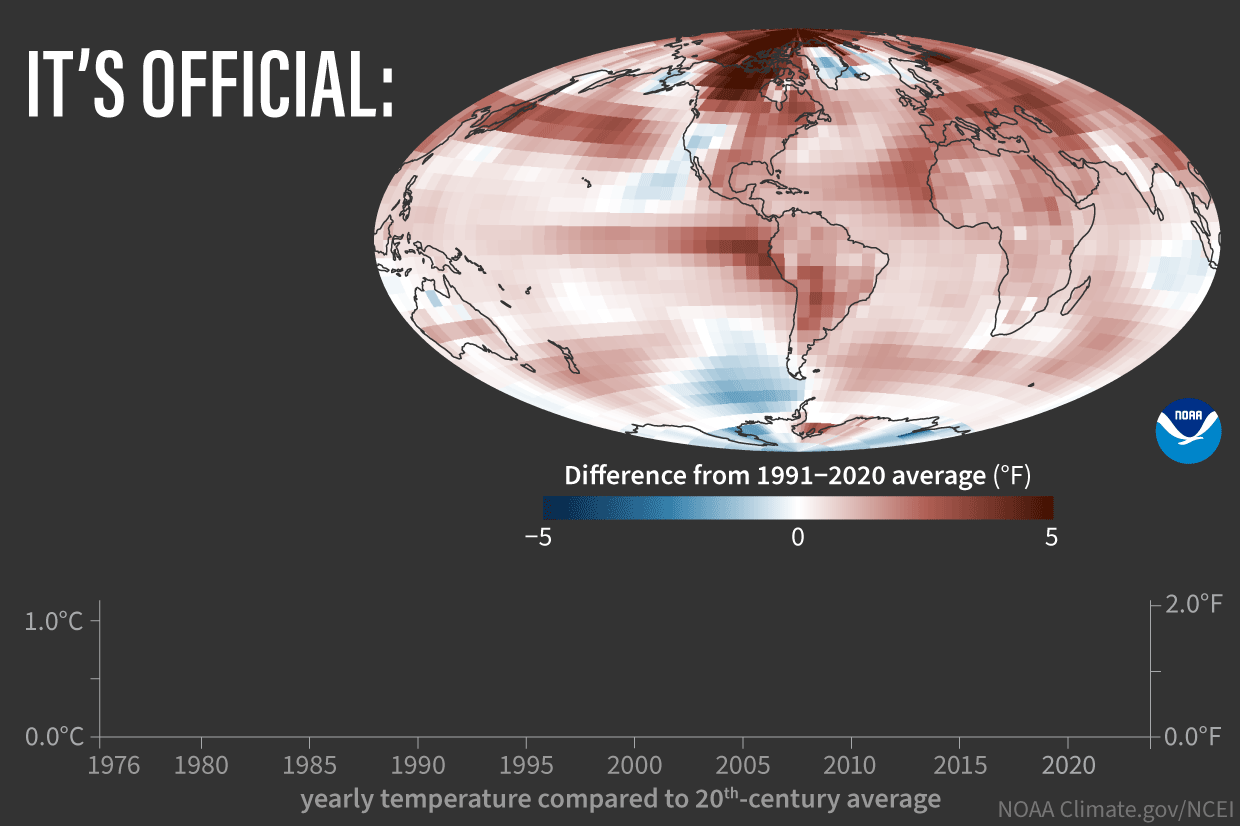 IT'S OFFICIAL:
NOAA
Difference from 1991–2020 average (°F)
−5 0 5
1.0°C 2.0°F
0.0°C 0.0°F
1976 1980 1985 1990 1995 2000 2005 2010 2015 2020
yearly temperature compared to 20th-century average
NOAA Climate.gov/NCEI